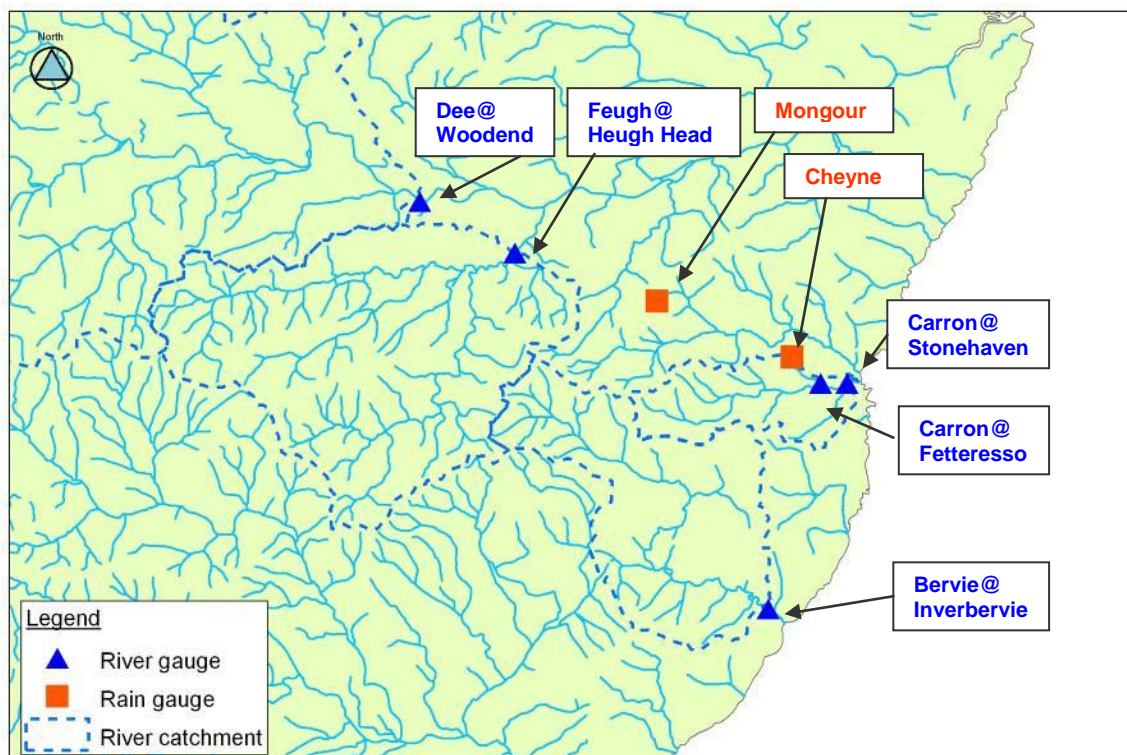 North
Dee@
Woodend
Feugh@
Heugh Head
Mongour
Cheyne
Carron@
Stonehaven
Carron@
Fetteresso
Bervie@
Inverbervie
Legend
River gauge
Rain gauge
River catchment